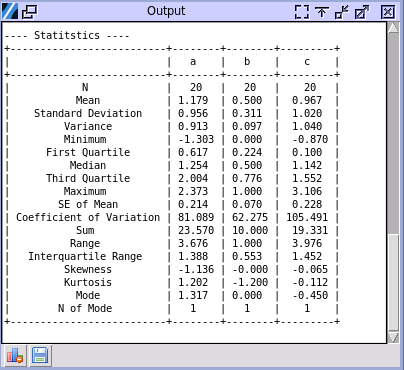 Output
---- Statitstics ----
+-------------------------+--------+--------+---------+
|                         |   a    |   b    |    c    |
+-------------------------+--------+--------+---------+
|            N            |   20   |   20   |   20    |
|          Mean           | 1.179  | 0.500  |  0.967  |
|   Standard Deviation    | 0.956  | 0.311  |  1.020  |
|        Variance         | 0.913  | 0.097  |  1.040  |
|         Minimum         | -1.303 | 0.000  | -0.870  |
|     First Quartile      | 0.617  | 0.224  |  0.100  |
|         Median          | 1.254  | 0.500  |  1.142  |
|     Third Quartile      | 2.004  | 0.776  |  1.552  |
|         Maximum         | 2.373  | 1.000  |  3.106  |
|       SE of Mean        | 0.214  | 0.070  |  0.228  |
| Coefficient of Variation | 81.089 | 62.275 | 105.491 |
|           Sum           | 23.570 | 10.000 | 19.331  |
|          Range          | 3.676  | 1.000  |  3.976  |
|   Interquartile Range   | 1.388  | 0.553  |  1.452  |
|        Skewness         | -1.136 | -0.000 | -0.065  |
|        Kurtosis         | 1.202  | -1.200 | -0.112  |
|          Mode           | 1.317  | 0.000  | -0.450  |
|        N of Mode        |   1    |   1    |    1    |
+-------------------------+--------+--------+---------+